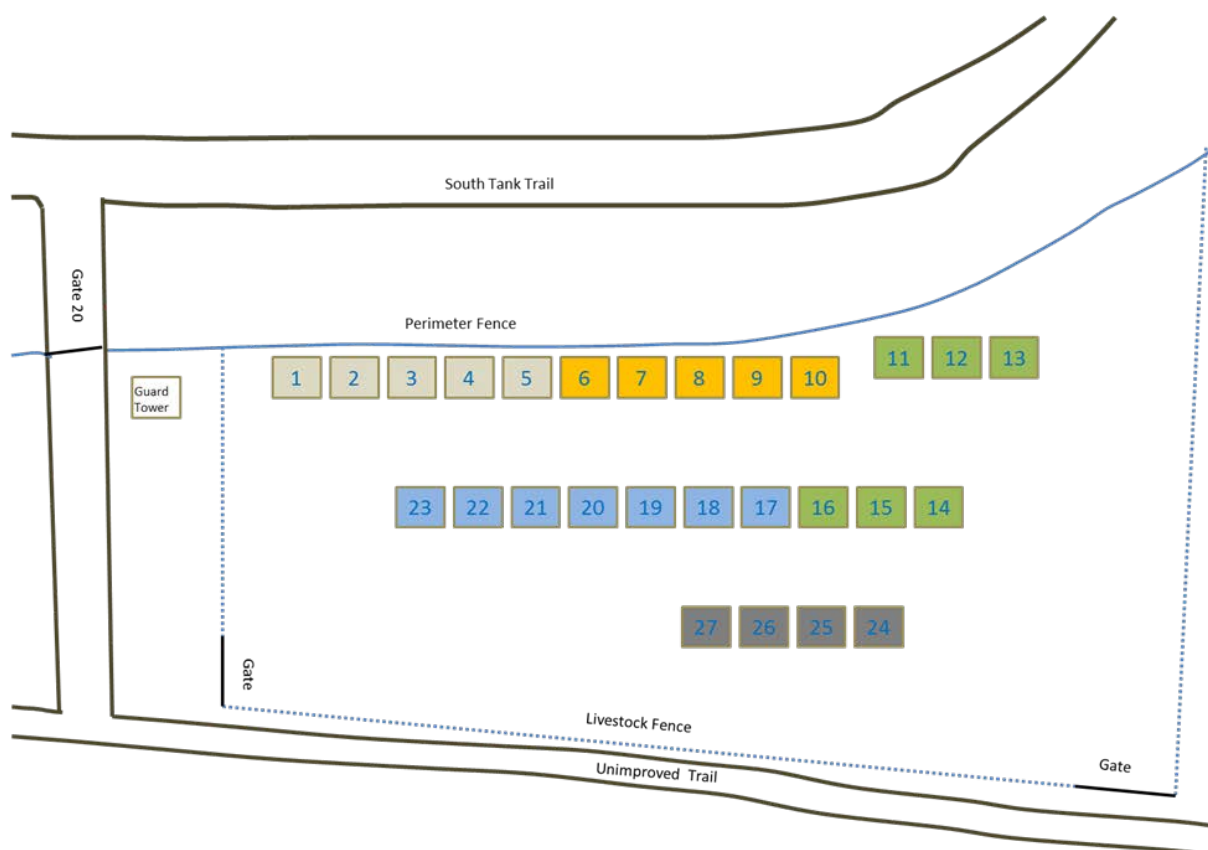 South Tank Trail
Gate 20
Perimeter Fence
Guard
Tower
1 2 3 4 5 6 7 8 9 10
11 12 13
23 22 21 20 19 18 17 16 15 14
27 26 25 24
Gate
Livestock Fence
Gate
Unimproved Trail